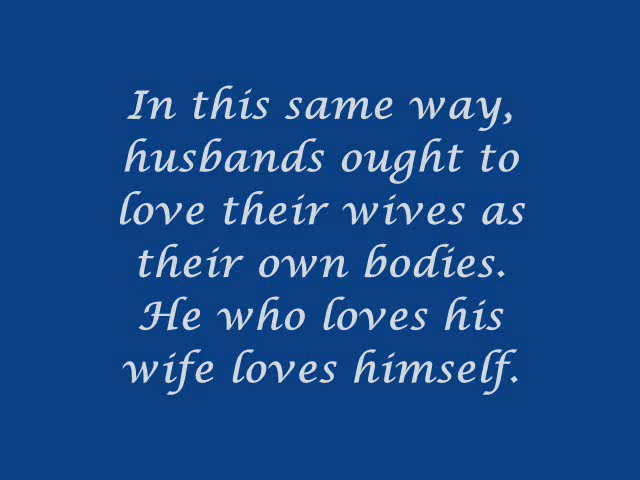 In this same way,
husbands ought to
love their wives as
their own bodies.
He who loves his
wife loves himself.